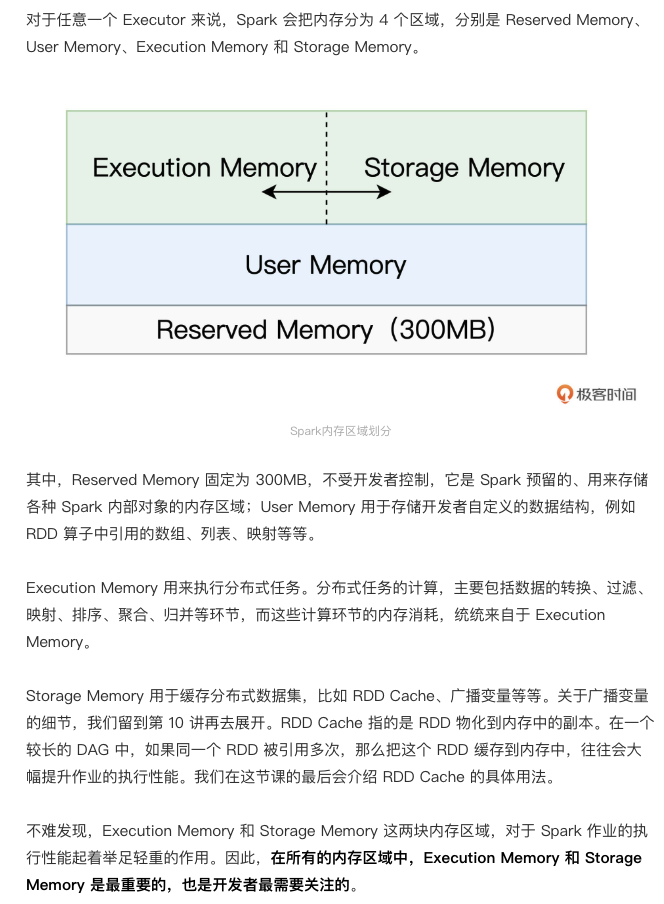 对于任意一个 Executor 来说，Spark 会把内存分为 4 个区域，分别是 Reserved Memory、
User Memory、Execution Memory 和 Storage Memory。
Execution Memory
Storage Memory
User Memory
Reserved Memory（300MB）
极客时间
Spark内存区域划分
其中，Reserved Memory 固定为 300MB，不受开发者控制，它是 Spark 预留的、用来存储
各种 Spark 内部对象的内存区域；User Memory 用于存储开发者自定义的数据结构，例如
RDD 算子中引用的数组、列表、映射等等。
Execution Memory 用来执行分布式任务。分布式任务的计算，主要包括数据的转换、过滤、
映射、排序、聚合、归并等环节，而这些计算环节的内存消耗，统统来自于 Execution
Memory。
Storage Memory 用于缓存分布式数据集，比如 RDD Cache、广播变量等等。关于广播变量
的细节，我们留到第 10 讲再去展开。RDD Cache 指的是 RDD 物化到内存中的副本。在一个
较长的 DAG 中，如果同一个 RDD 被引用多次，那么把这个 RDD 缓存到内存中，往往会大
幅提升作业的执行性能。我们在这节课的最后会介绍 RDD Cache 的具体用法。
不难发现，Execution Memory 和 Storage Memory 这两块内存区域，对于 Spark 作业的执
行性能起着举足轻重的作用。因此，在所有的内存区域中，Execution Memory 和 Storage
Memory 是最重要的，也是开发者最需要关注的。